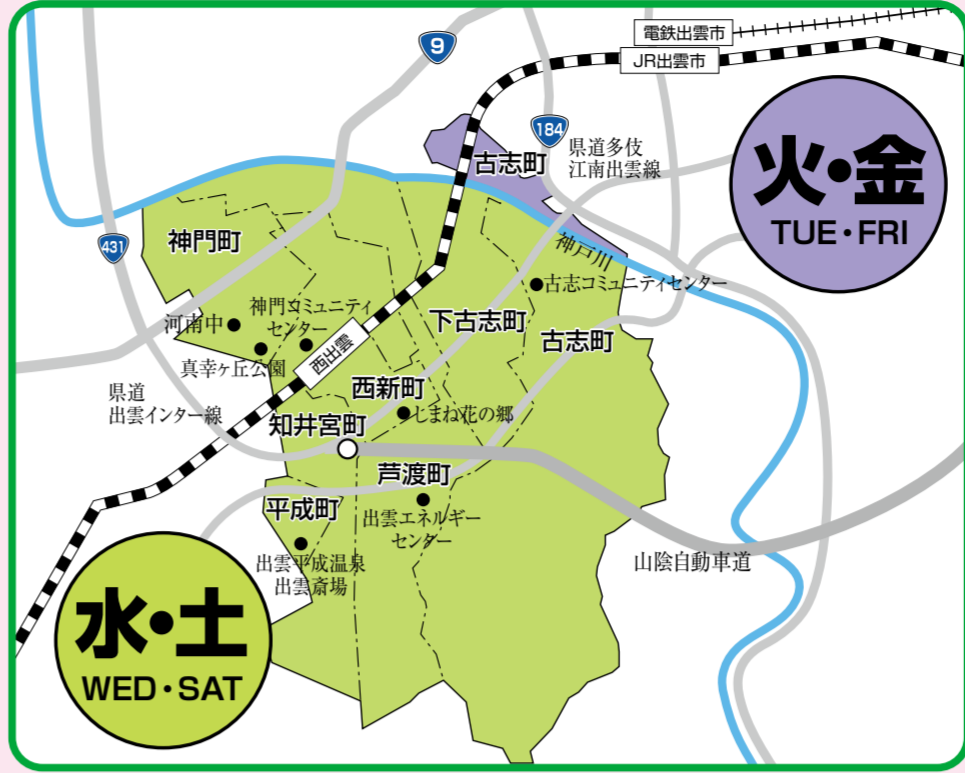 電鉄出雲市
JR出雲市
9
184
古志町
県道多伎
江南出雲線
火・金
TUE・FRI
431
神門町
神戸川
古志コミュニティセンター
河南中
神門コミュニティ
センター
下古志町
古志町
真幸ヶ丘公園
西出雲
県道
出雲インター線
西新町
しまね花の郷
知井宮町
芦渡町
平成町
出雲エネルギー
センター
出雲平成温泉
出雲斎場
山陰自動車道
水・土
WED・SAT